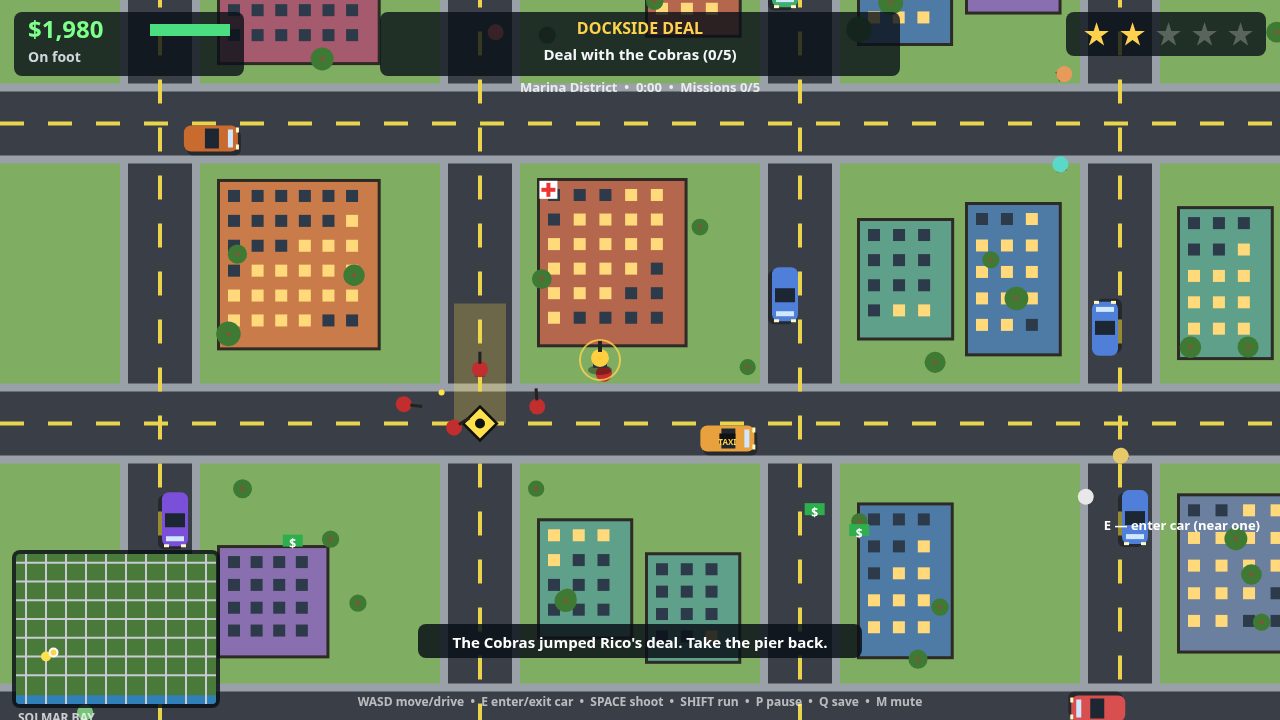 $1,980
On foot
DOCKSIDE DEAL
Deal with the Cobras (0/5)
Marina District • 0:00 • Missions 0/5
TAXI
$
$
$
E — enter car (near one)
The Cobras jumped Rico's deal. Take the pier back.
WASD move/drive • E enter/exit car • SPACE shoot • SHIFT run • P pause • Q save • M mute
SOLMAR BAY